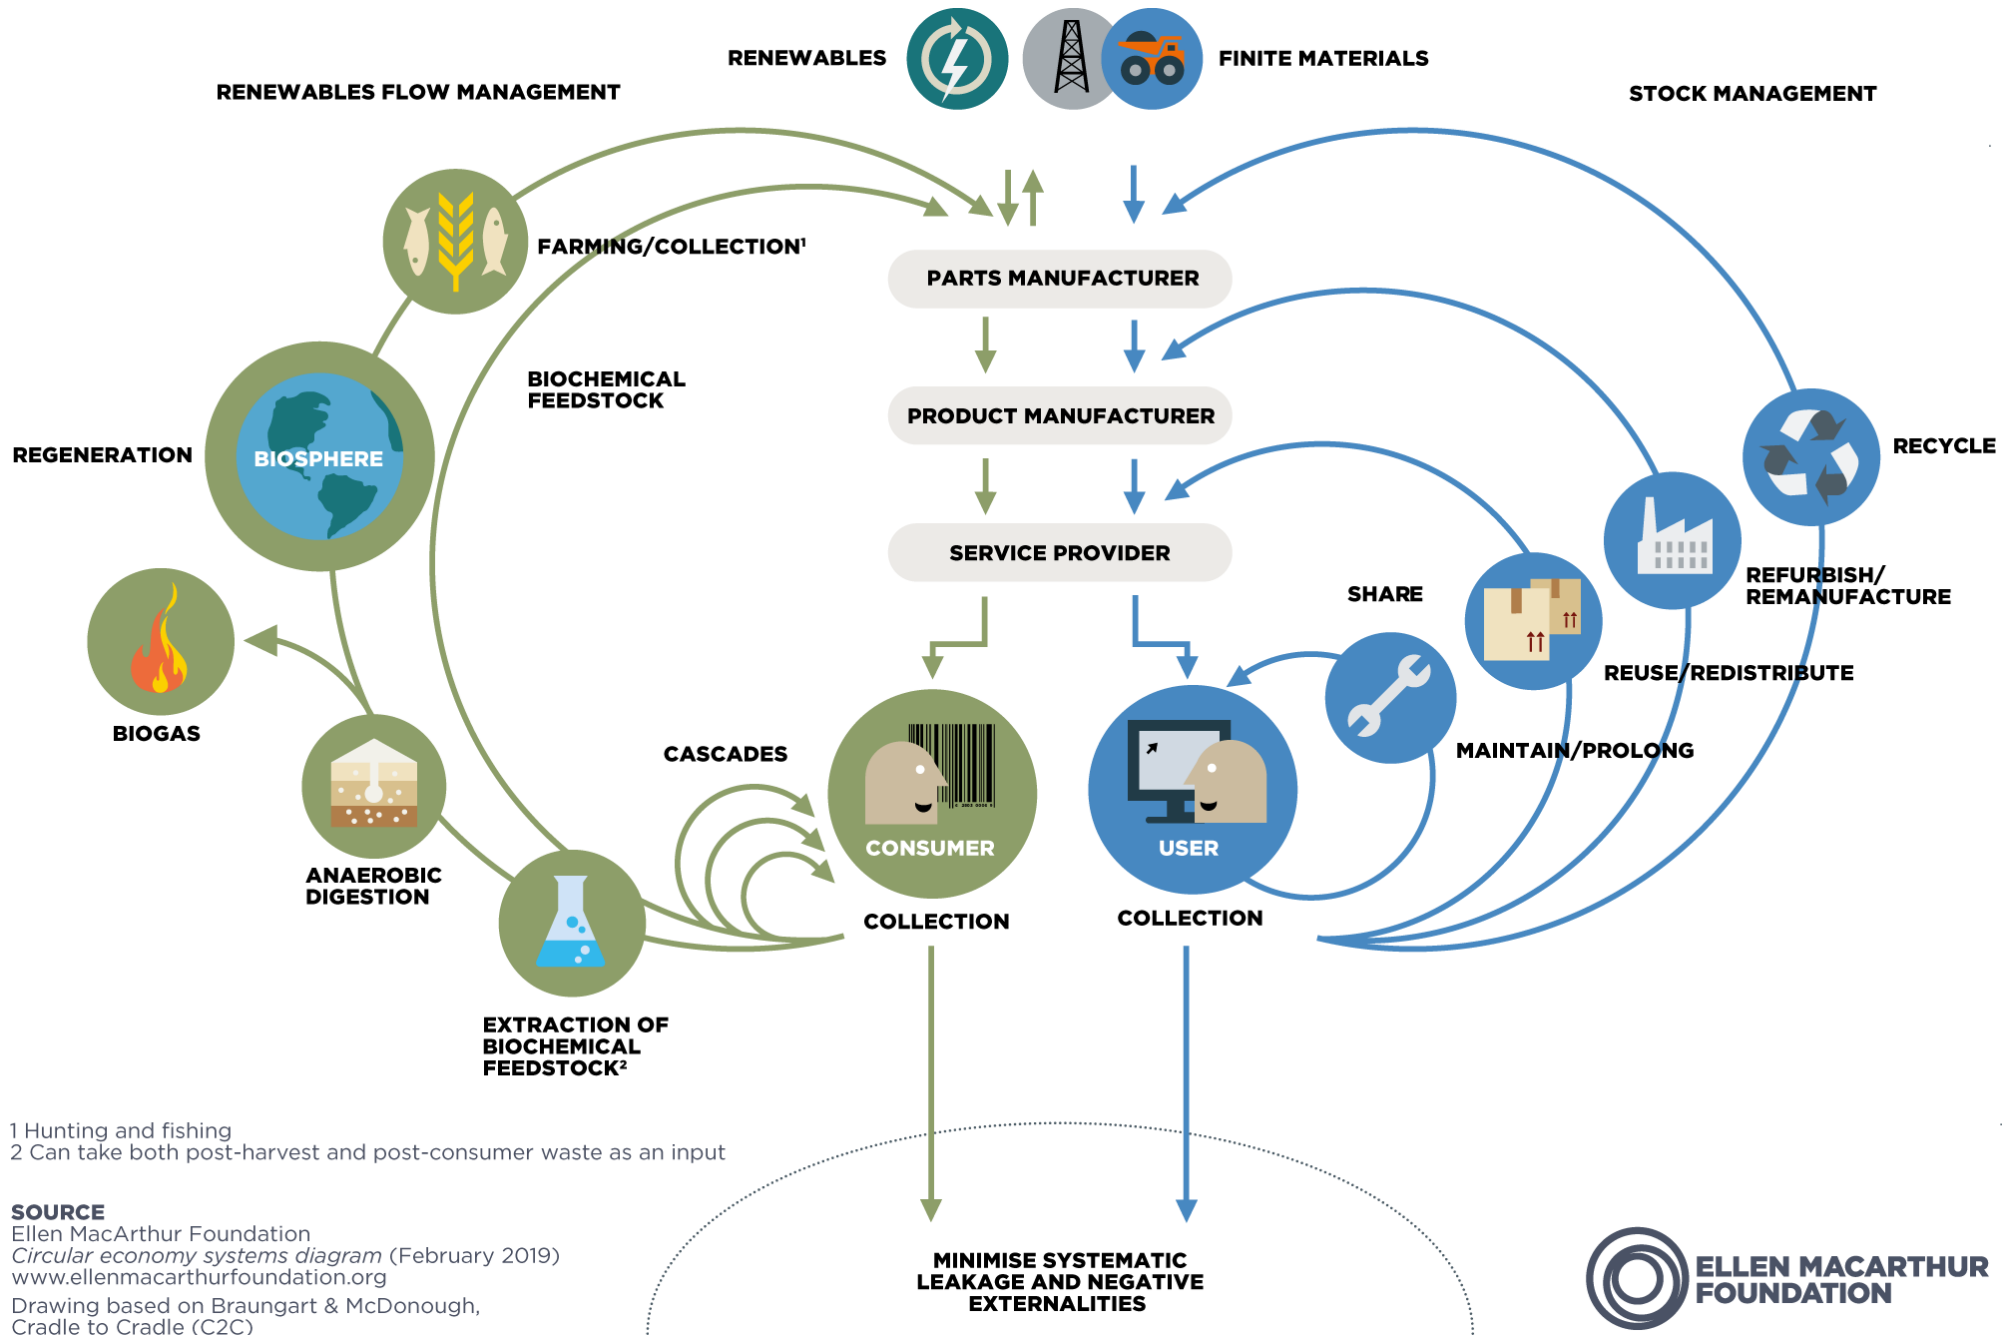 RENEWABLES
FINITE MATERIALS
RENEWABLES FLOW MANAGEMENT
STOCK MANAGEMENT
FARMING/COLLECTION¹
PARTS MANUFACTURER
BIOCHEMICAL
FEEDSTOCK
PRODUCT MANUFACTURER
REGENERATION
BIOSPHERE
RECYCLE
SERVICE PROVIDER
SHARE
REFURBISH/
REMANUFACTURE
REUSE/REDISTRIBUTE
BIOGAS
CASCADES
MAINTAIN/PROLONG
CONSUMER
USER
ANAEROBIC
DIGESTION
COLLECTION
COLLECTION
EXTRACTION OF
BIOCHEMICAL
FEEDSTOCK²
1 Hunting and fishing
2 Can take both post-harvest and post-consumer waste as an input
SOURCE
Ellen MacArthur Foundation
Circular economy systems diagram (February 2019)
www.ellenmacarthurfoundation.org
Drawing based on Braungart & McDonough,
Cradle to Cradle (C2C)
MINIMISE SYSTEMATIC
LEAKAGE AND NEGATIVE
EXTERNALITIES
ELLEN MACARTHUR
FOUNDATION